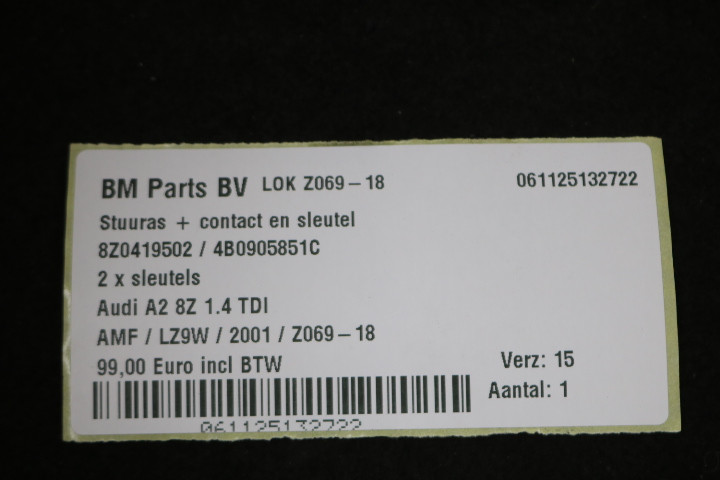 BM Parts BV LOK Z069-18 061125132722
Stuuras + contact en sleutel
8Z0419502 / 4B0905851C
2 x sleutels
Audi A2 8Z 1.4 TDI
AMF / LZ9W / 2001 / Z069-18
99,00 Euro incl BTW Verz: 15
Aantal: 1
061125132722